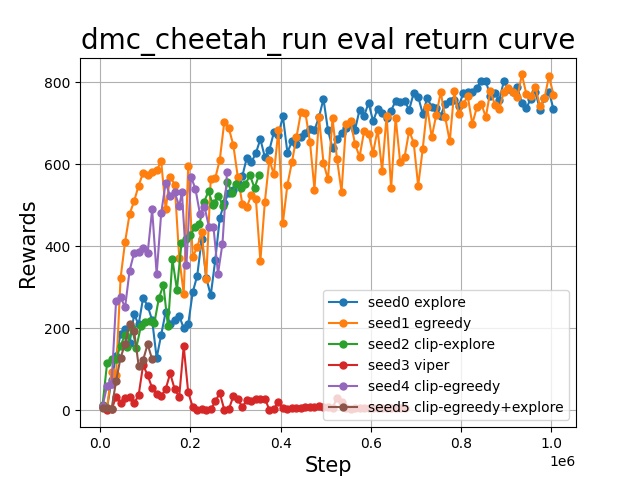 dmc_cheetah_run eval return curve
Rewards
800
600
400
200
0
seed0 explore
seed1 egreedy
seed2 clip-explore
seed3 viper
seed4 clip-egreedy
seed5 clip-egreedy+explore
0.0 0.2 0.4 0.6 0.8 1.0
1e6
Step